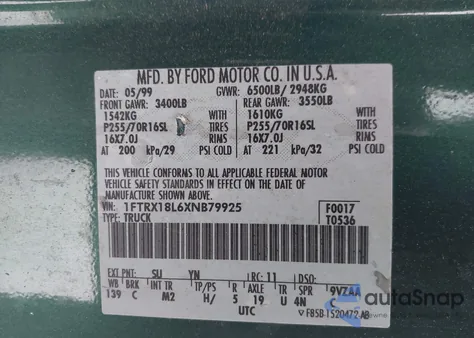 MFD. BY FORD MOTOR CO. IN U.S.A.
DATE: 05/99 GVWR: 6500LB/ 2948KG
FRONT GAWR: 3400LB REAR GAWR: 3550LB
1542KG WITH 1610KG WITH
P255/70R16SL TIRES P255/70R16SL TIRES
16X7.0J RIMS 16X7.0J RIMS
AT 200 kPa/29 PSI COLD AT 221 kPa/32 PSI COLD
THIS VEHICLE CONFORMS TO ALL APPLICABLE FEDERAL MOTOR
VEHICLE SAFETY STANDARDS IN EFFECT ON THE DATE OF
MANUFACTURE SHOWN ABOVE.
VIN: 1FTRX18L6XNB79925 F0017
TYPE: TRUCK T0536
EXT PNT: SU YN RC: 11 DSO:
WB BRK INT TR TP/PS R AXLE TR SPR 9VZAA
139 C M2 H/ 5 19 U 4N C
UTC F85B-1520472-AB
autoSnap